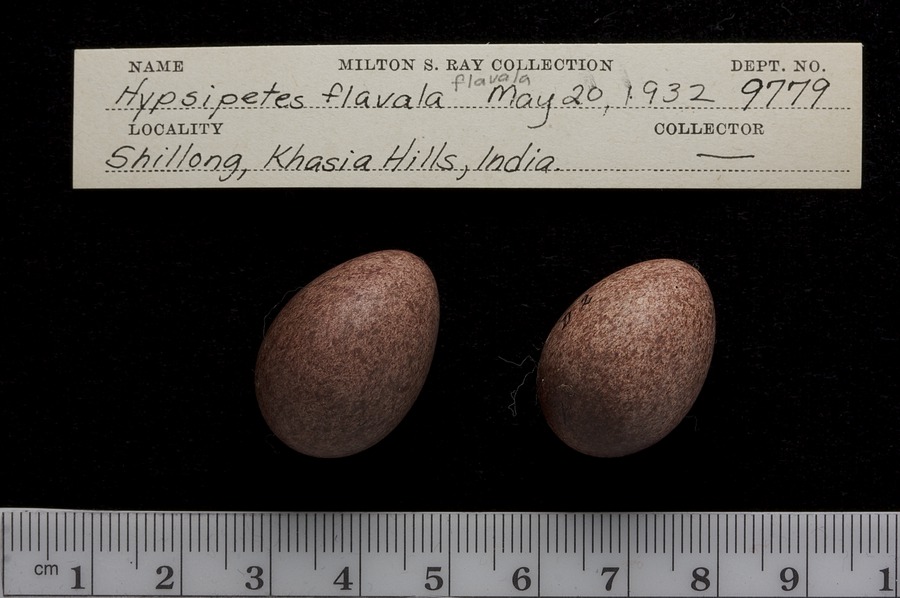 NAME MILTON S. RAY COLLECTION DEPT. NO.
flavala
Hypsipetes flavala May 20, 1932 9779
LOCALITY COLLECTOR
Shillong, Khasia Hills, India. —
cm 1 2 3 4 5 6 7 8 9 1